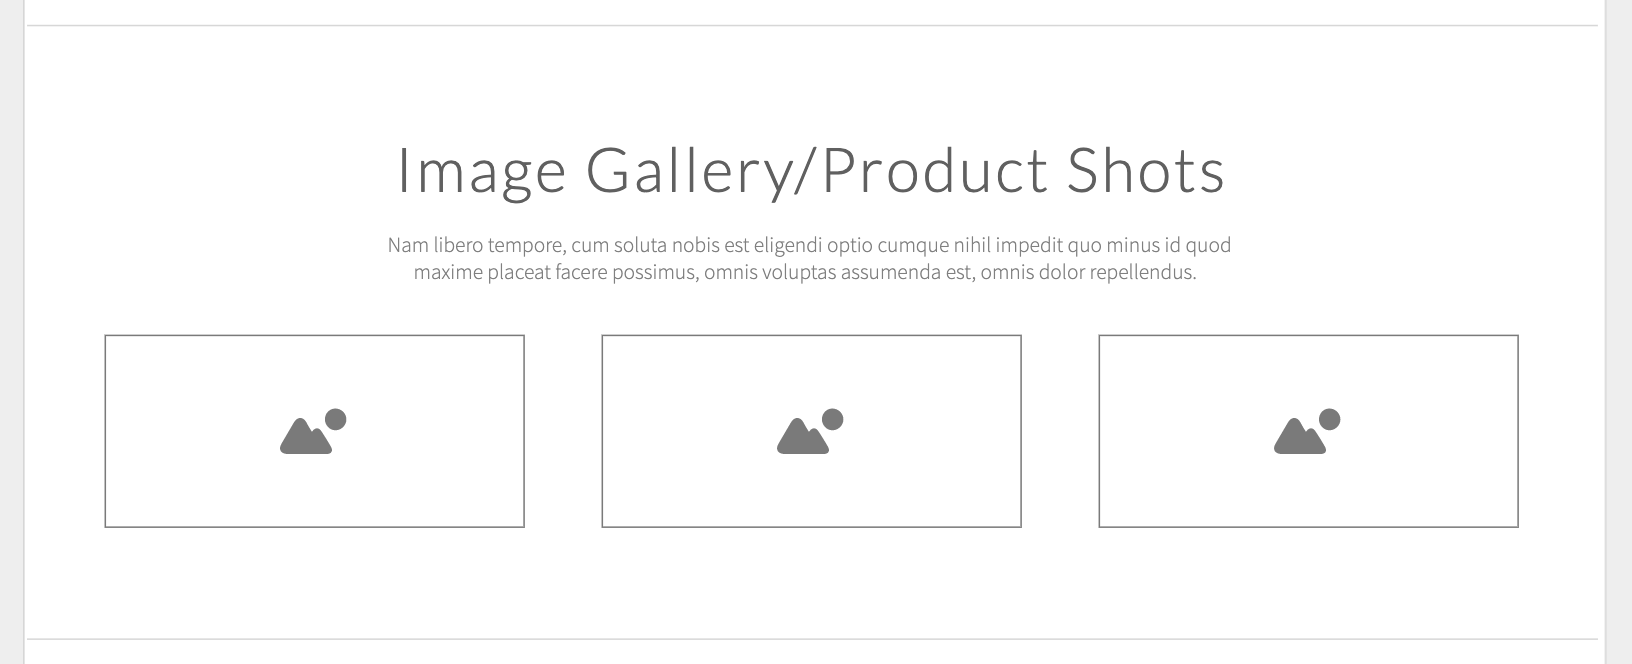 Image Gallery/Product Shots
Nam libero tempore, cum soluta nobis est eligendi optio cumque nihil impedit quo minus id quod
maxime placeat facere possimus, omnis voluptas assumenda est, omnis dolor repellendus.